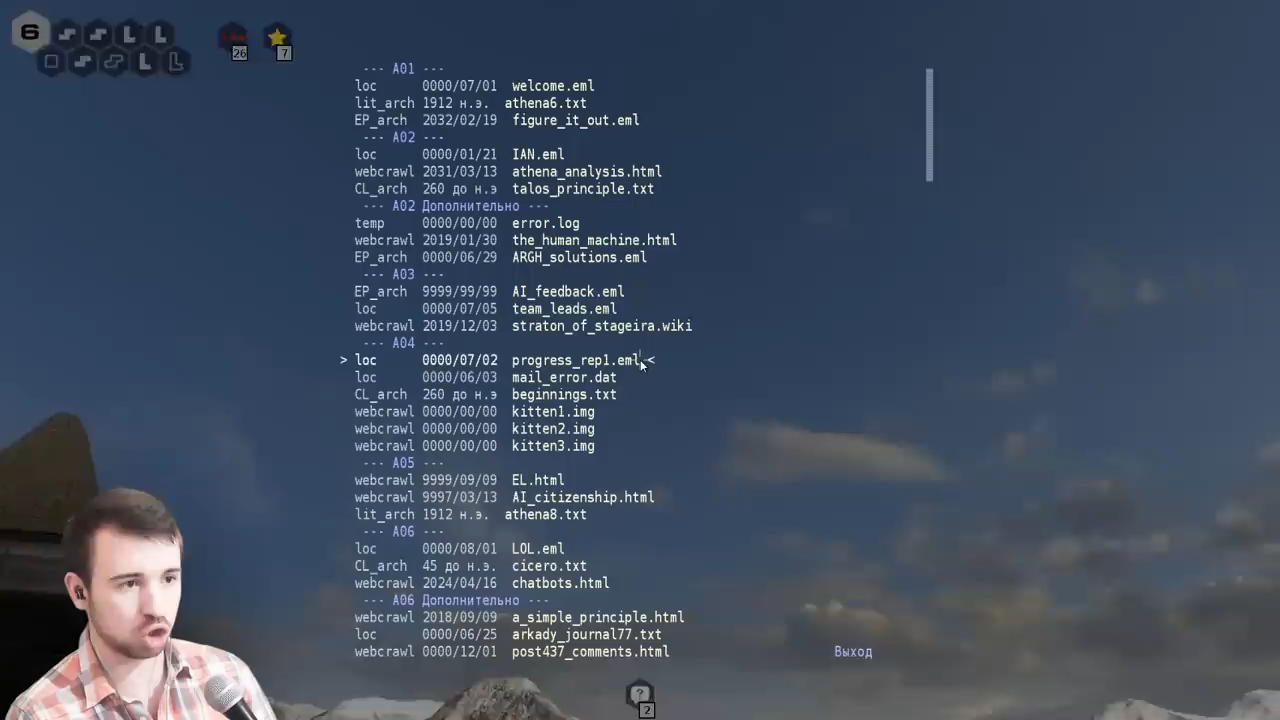 6
26
7
--- A01 ---
loc 0000/07/01 welcome.eml
lit_arch 1912 н.э. athena6.txt
EP_arch 2032/02/19 figure_it_out.eml
--- A02 ---
loc 0000/01/21 IAN.eml
webcrawl 2031/03/13 athena_analysis.html
CL_arch 260 до н.э talos_principle.txt
--- A02 Дополнительно ---
temp 0000/00/00 error.log
webcrawl 2019/01/30 the_human_machine.html
EP_arch 0000/06/29 ARGH_solutions.eml
--- A03 ---
EP_arch 9999/99/99 AI_feedback.eml
loc 0000/07/05 team_leads.eml
webcrawl 2019/12/03 straton_of_stageira.wiki
--- A04 ---
> loc 0000/07/02 progress_rep1.eml <
loc 0000/06/03 mail_error.dat
CL_arch 260 до н.э beginnings.txt
webcrawl 0000/00/00 kitten1.img
webcrawl 0000/00/00 kitten2.img
webcrawl 0000/00/00 kitten3.img
--- A05 ---
webcrawl 9999/09/09 EL.html
webcrawl 9997/03/13 AI_citizenship.html
lit_arch 1912 н.э. athena8.txt
--- A06 ---
loc 0000/08/01 LOL.eml
CL_arch 45 до н.э. cicero.txt
webcrawl 2024/04/16 chatbots.html
--- A06 Дополнительно ---
webcrawl 2018/09/09 a_simple_principle.html
loc 0000/06/25 arkady_journal77.txt
webcrawl 0000/12/01 post437_comments.html
Выход
?
2